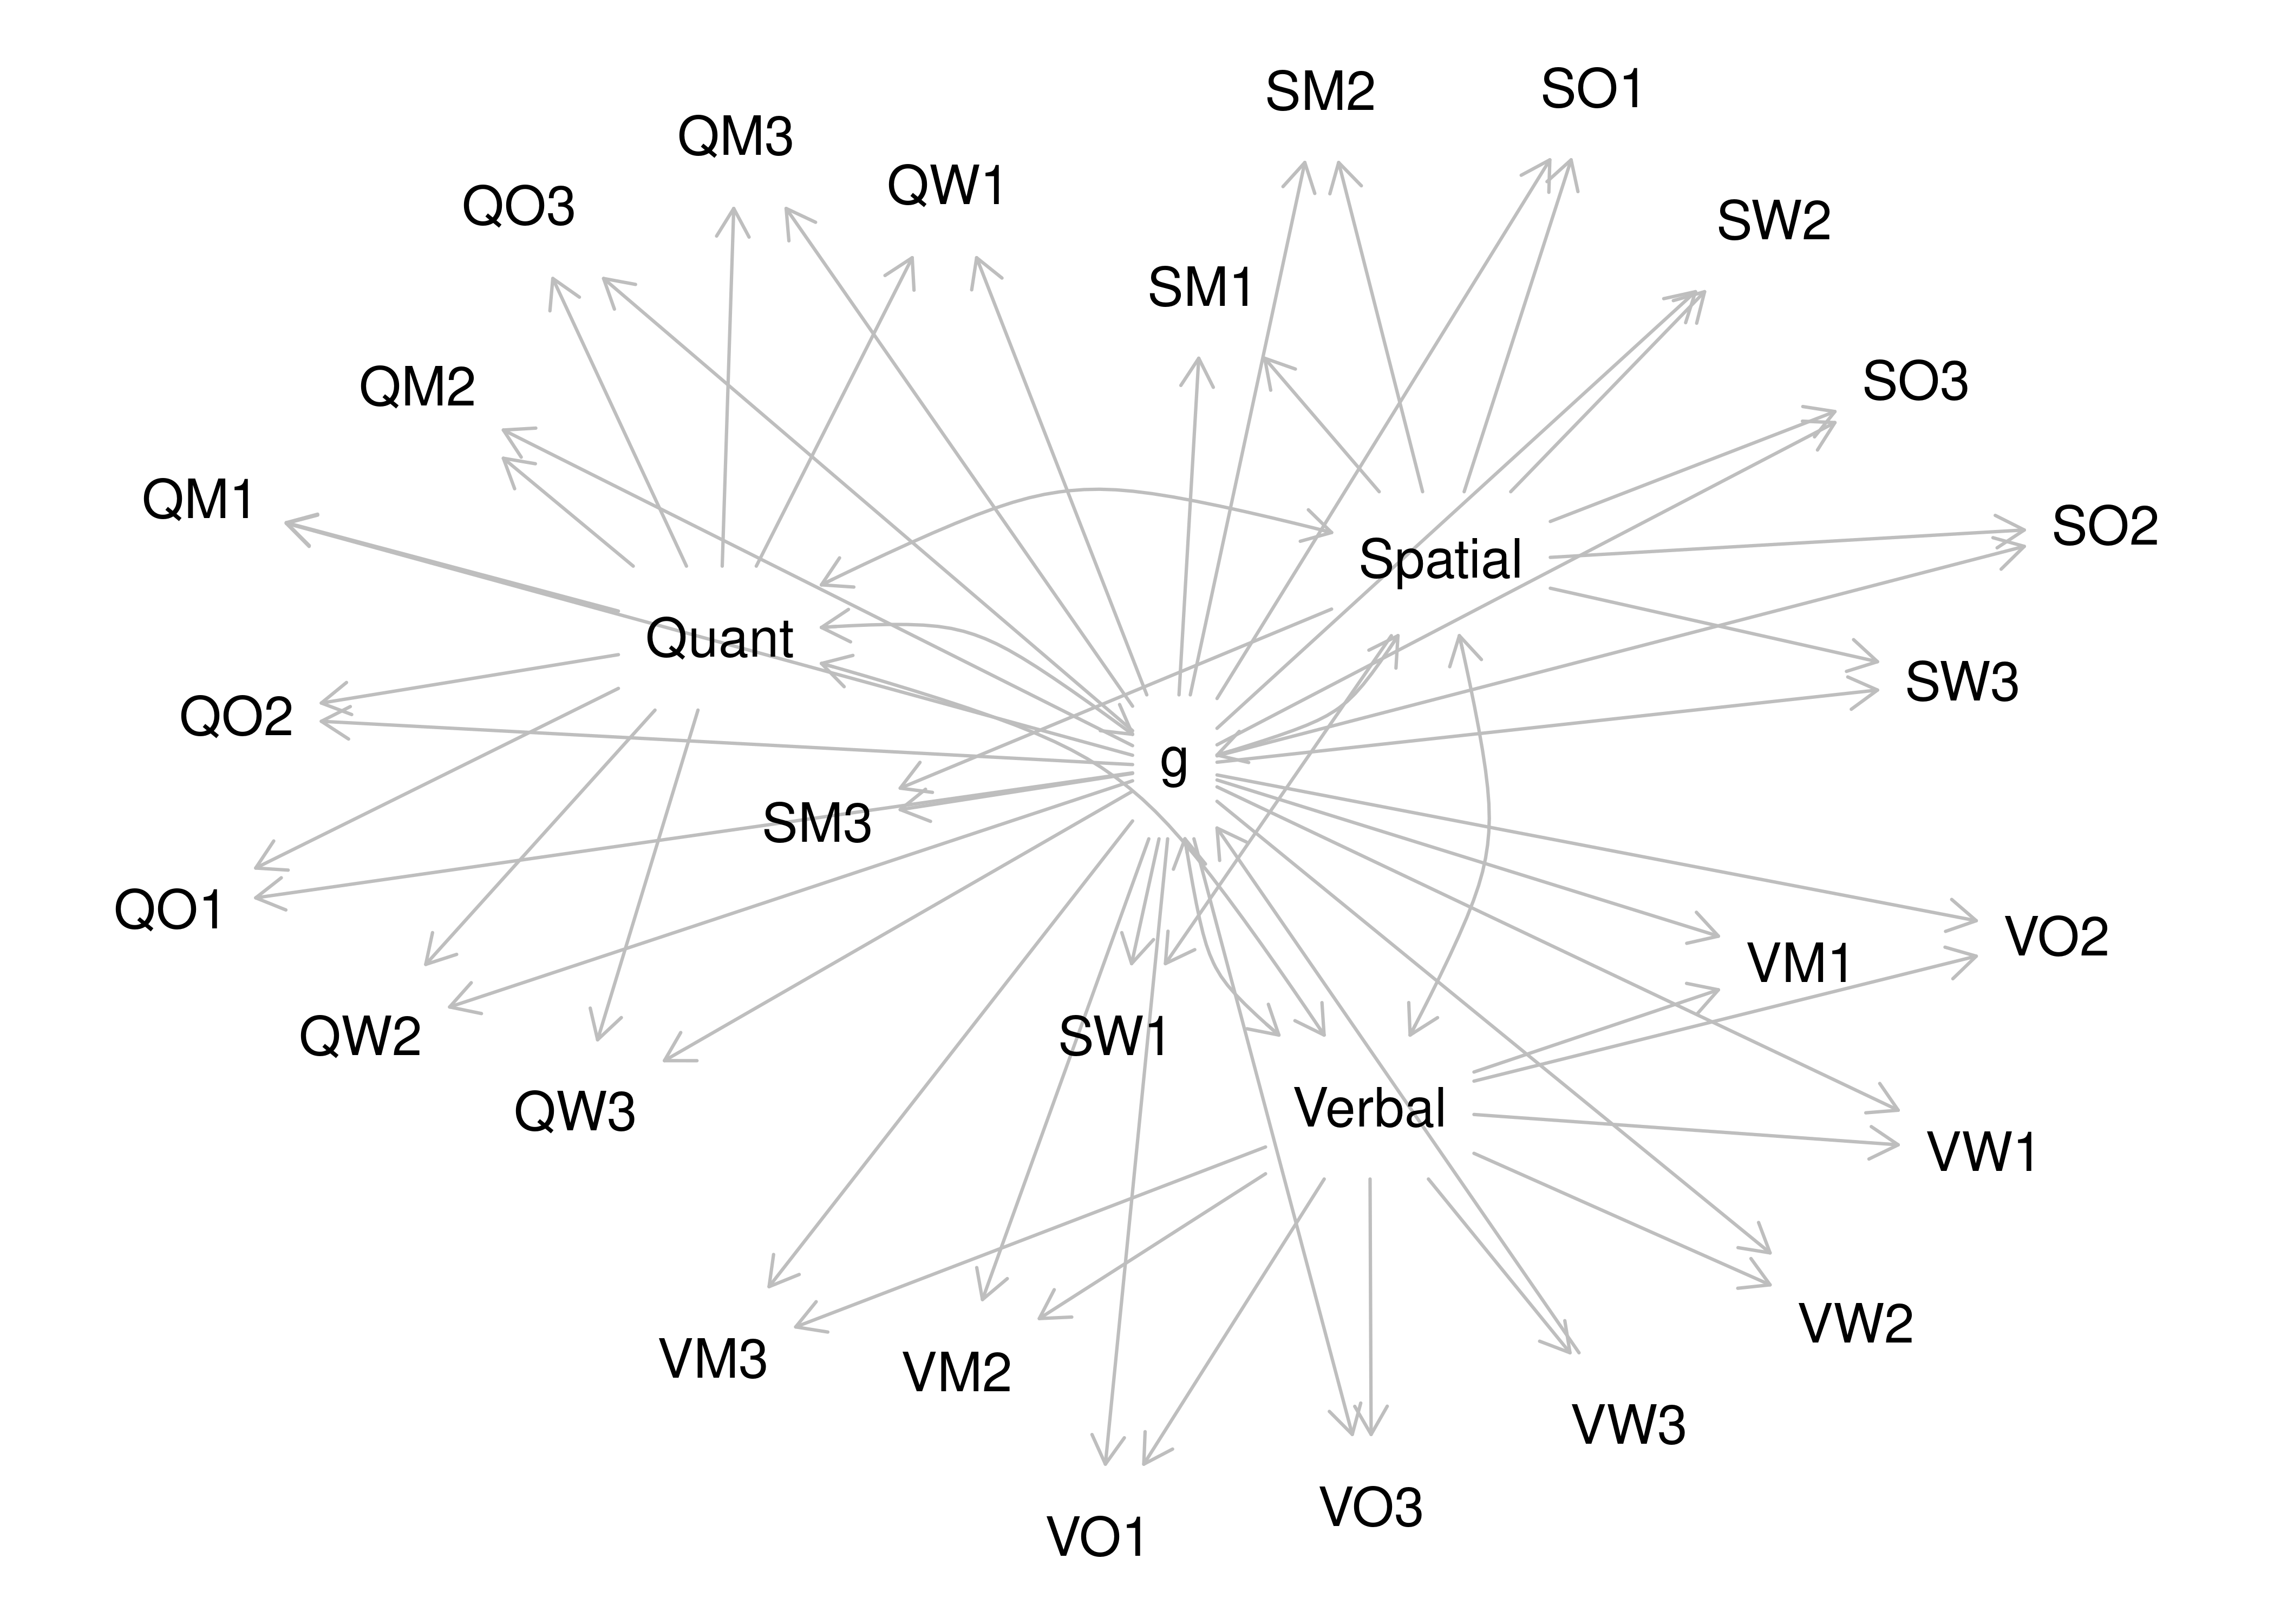 SM2
SO1
QM3
QW1
QO3
SW2
SM1
QM2
SO3
QM1
SO2
Spatial
Quant
SW3
QO2
g
SM3
QO1
VO2
VM1
QW2
SW1
QW3
Verbal
VW1
VW2
VM3
VM2
VW3
VO3
VO1